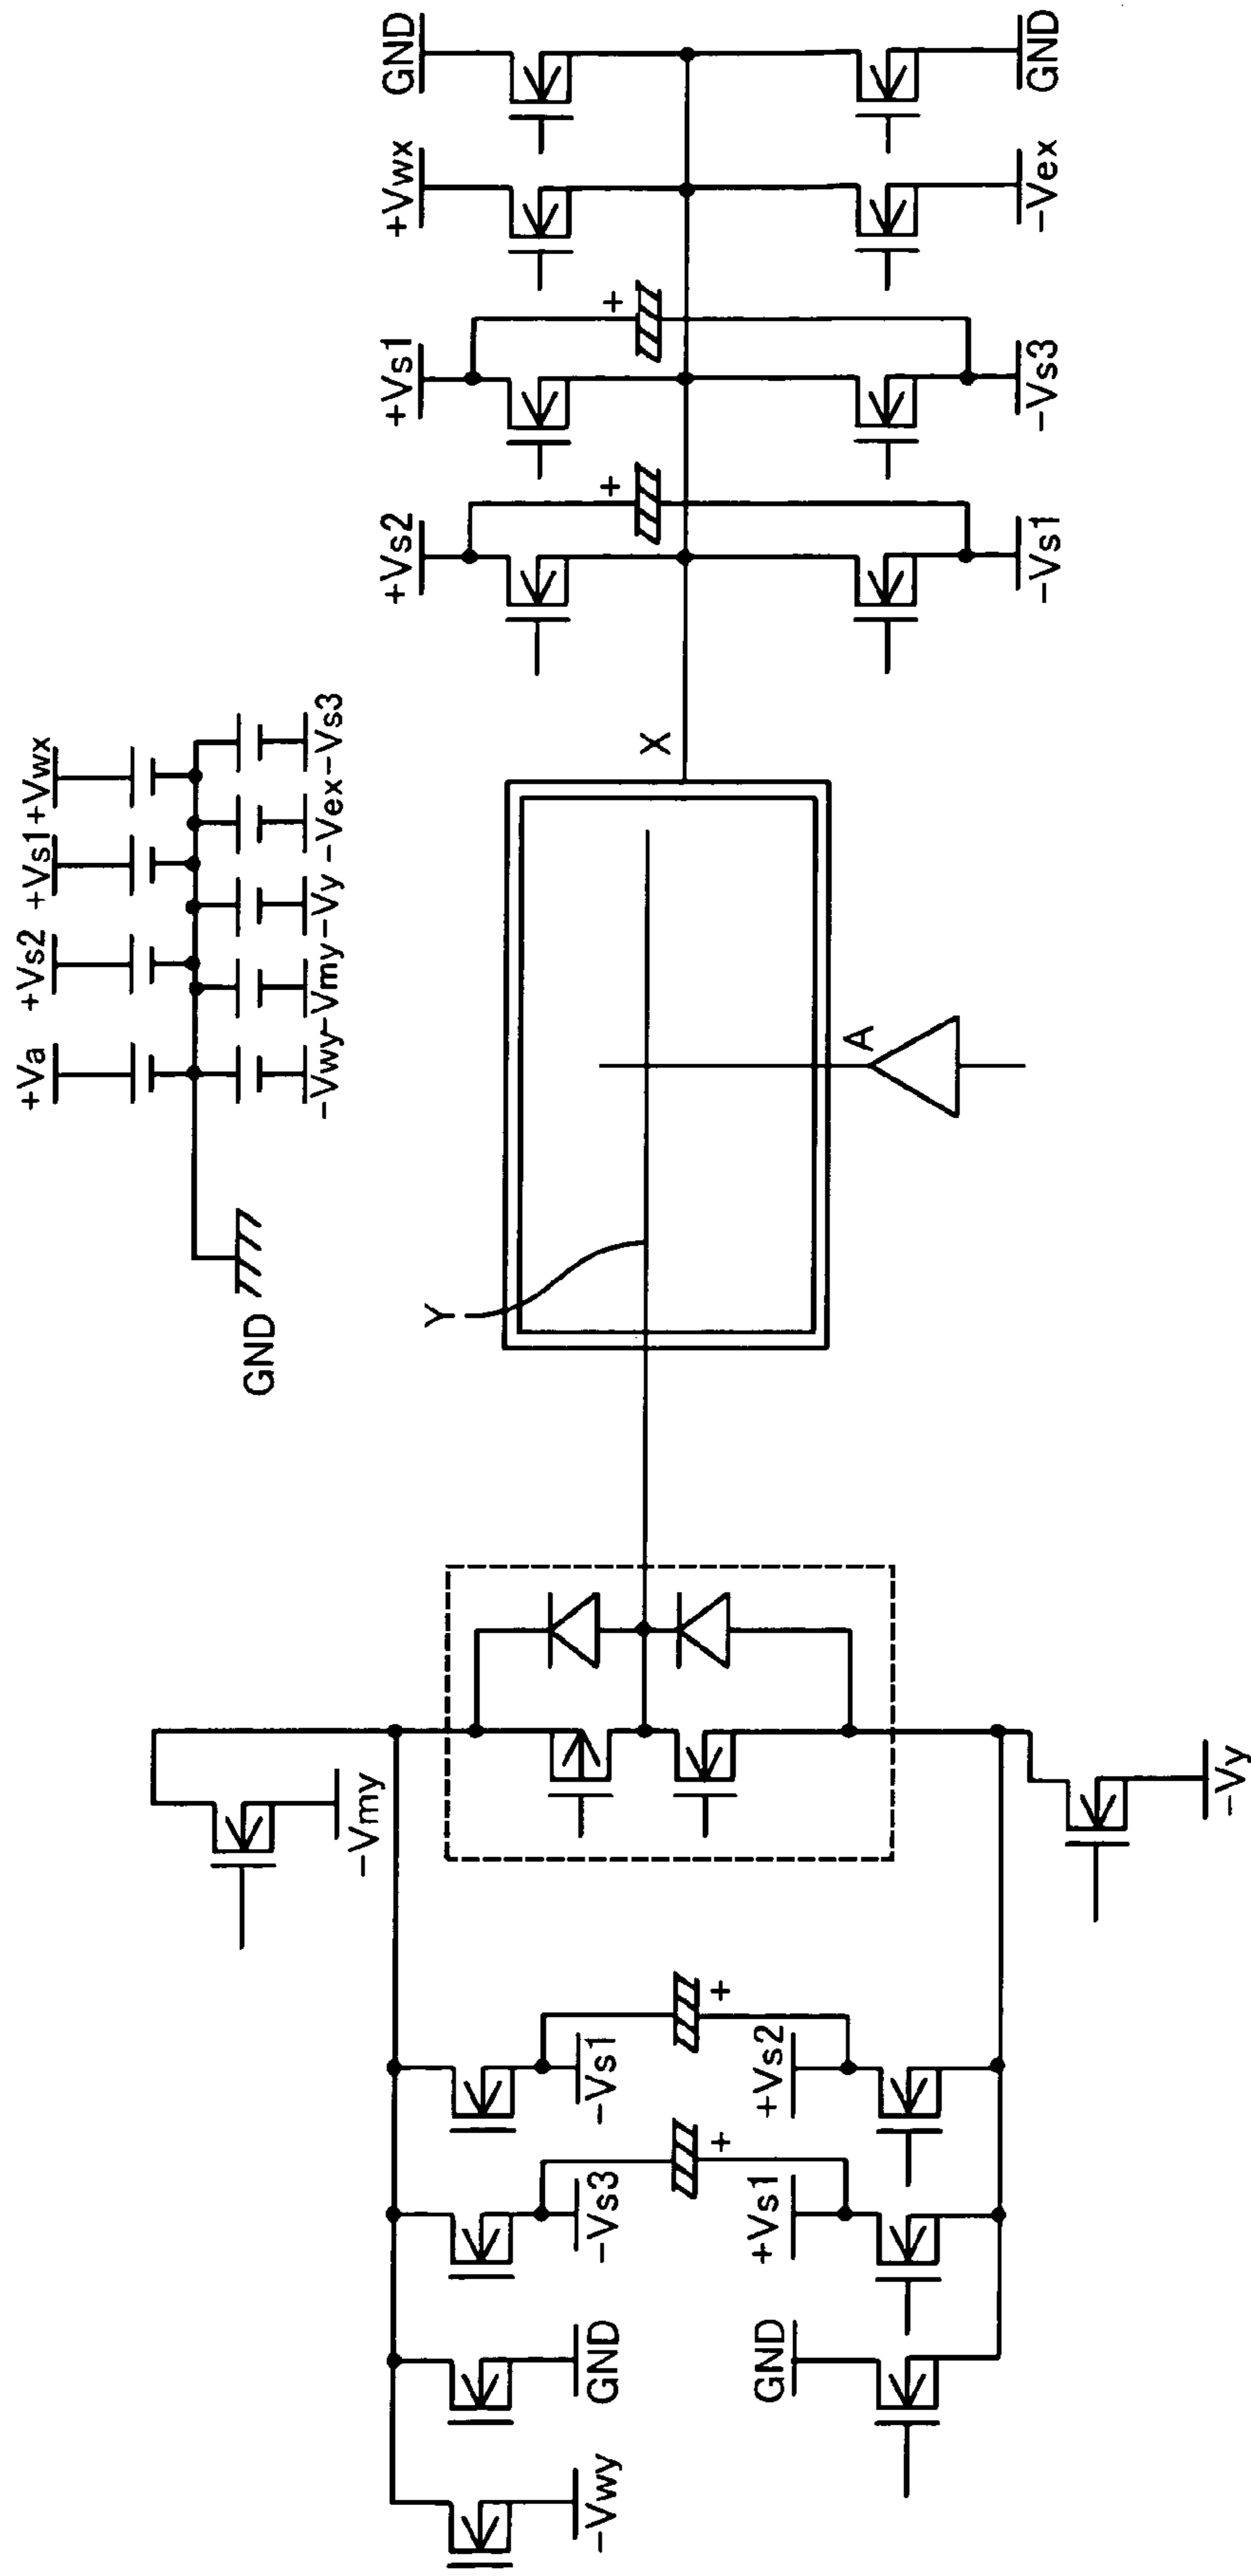 +Va
+Vs2
+Vs1
+Vwx
GND
-Vwy
-Vmy
-Vy
-Vex
-Vs3
-Vmy
-Vwy
GND
-Vs3
-Vs1
GND
+Vs1
+
+Vs2
+
-Vy
Y
A
X
+Vs2
+
-Vs1
+Vs1
+
-Vs3
+Vwx
-Vex
GND
GND